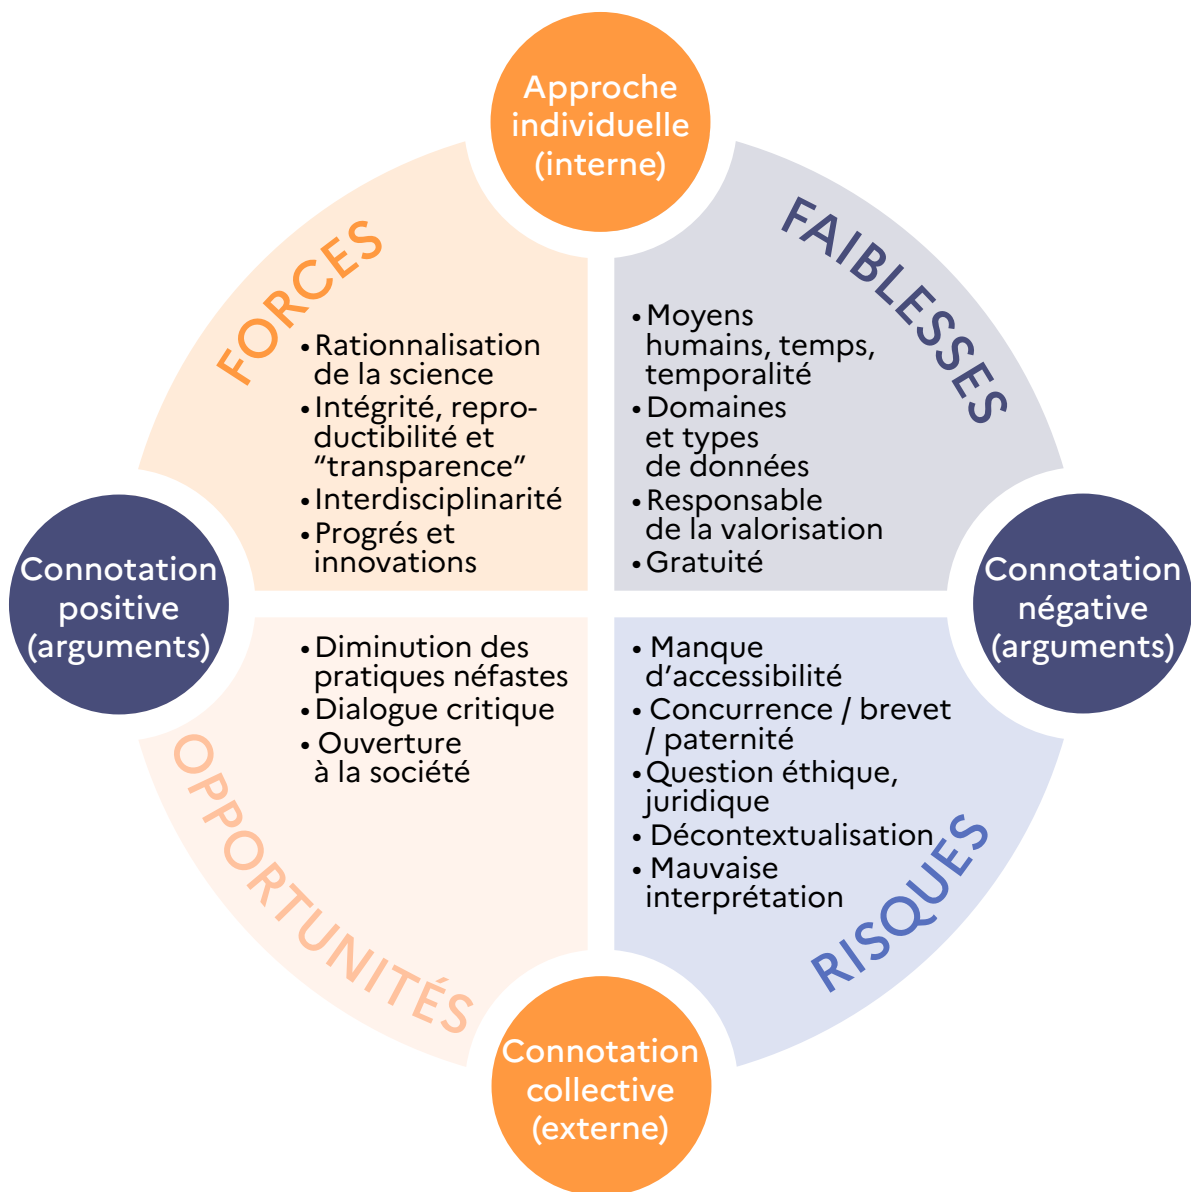 Approche
individuelle
(interne)
FORCES
• Rationnalisation
de la science
• Intégrité, repro-
ductibilité et
“transparence”
• Interdisciplinarité
• Progrés et
innovations
FAIBLESSES
• Moyens
humains, temps,
temporalité
• Domaines
et types
de données
• Responsable
de la valorisation
• Gratuité
Connotation
positive
(arguments)
Connotation
négative
(arguments)
• Diminution des
pratiques néfastes
• Dialogue critique
• Ouverture
à la société
OPPORTUNITÉS
• Manque
d’accessibilité
• Concurrence / brevet
/ paternité
• Question éthique,
juridique
• Décontextualisation
• Mauvaise
interprétation
RISQUES
Connotation
collective
(externe)